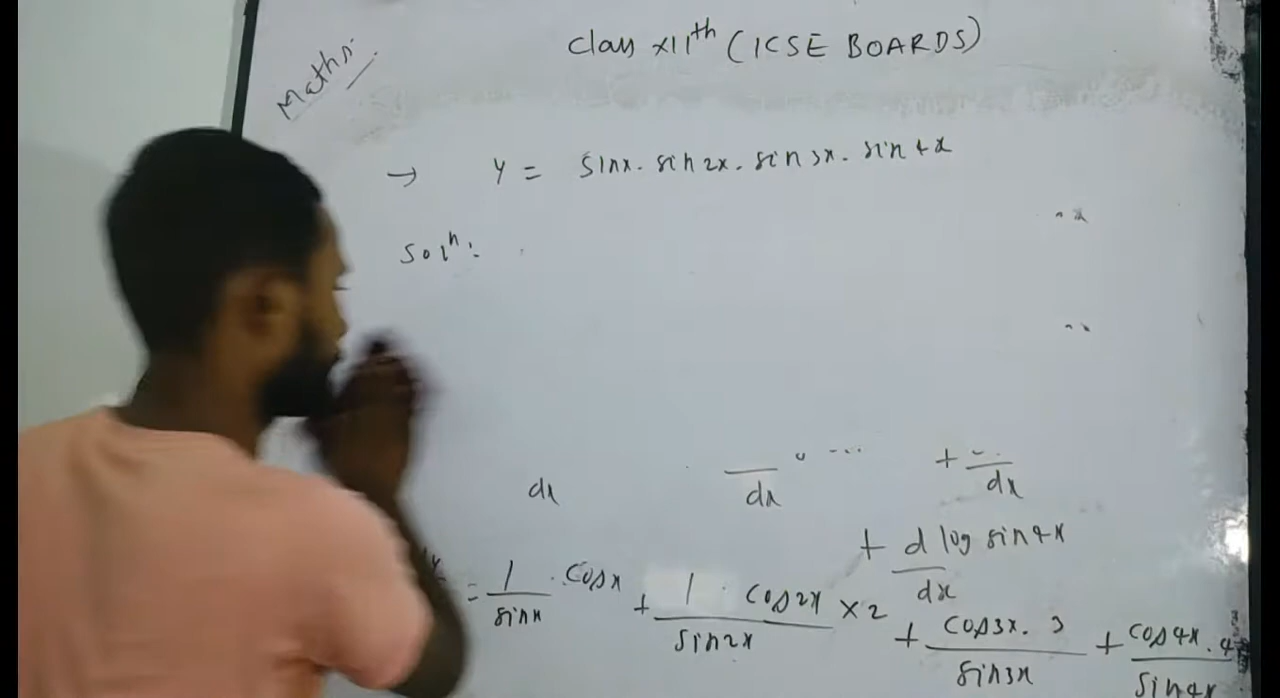 Maths:
Class XIIth (ICSE BOARDS)
→ y = sinx. sin2x. sin3x. sin4x
Solⁿ:
dx
dx
+
dx
+ d log sin4x
dx
= 1/sinx . cosx + 1/sin2x . cos2x × 2 + cos3x. 3/sin3x + cos4x. 4/sin4x